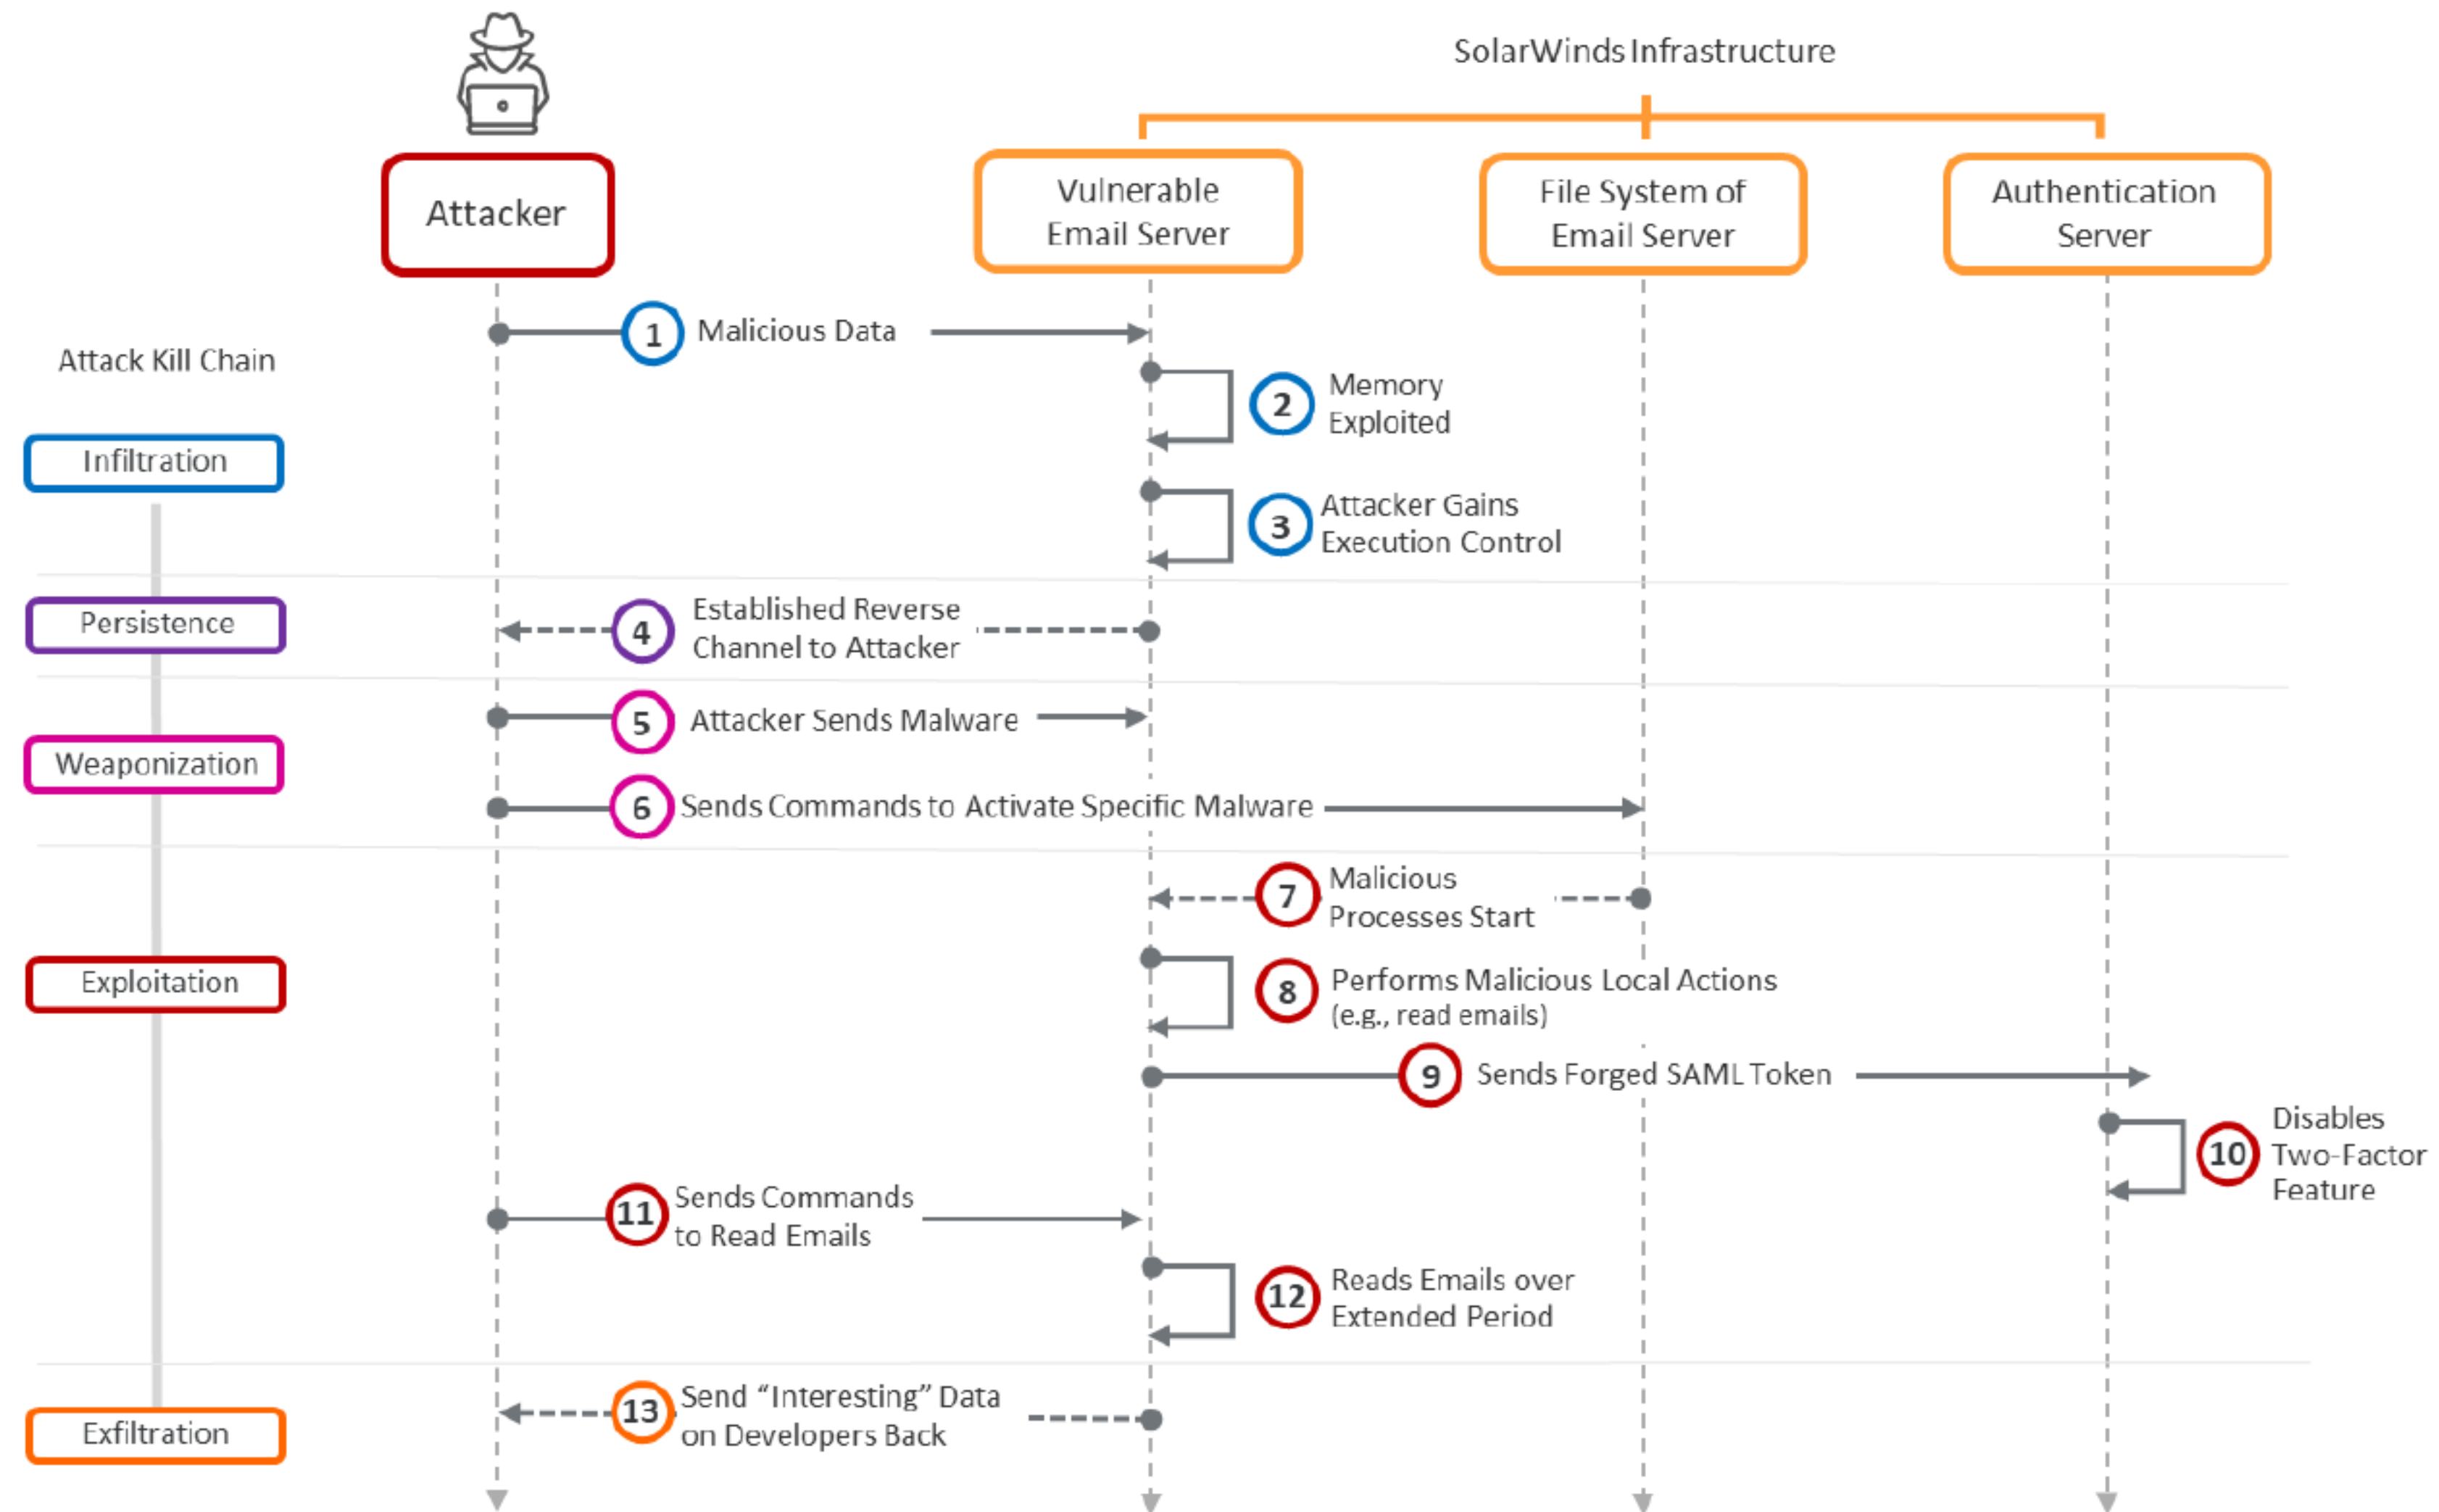 SolarWinds Infrastructure
Attacker
Vulnerable
Email Server
File System of
Email Server
Authentication
Server
Attack Kill Chain
1 Malicious Data
2 Memory
Exploited
Infiltration
3 Attacker Gains
Execution Control
Persistence
4 Established Reverse
Channel to Attacker
5 Attacker Sends Malware
Weaponization
6 Sends Commands to Activate Specific Malware
7 Malicious
Processes Start
Exploitation
8 Performs Malicious Local Actions
(e.g., read emails)
9 Sends Forged SAML Token
10 Disables
Two-Factor
Feature
11 Sends Commands
to Read Emails
12 Reads Emails over
Extended Period
13 Send “Interesting” Data
on Developers Back
Exfiltration